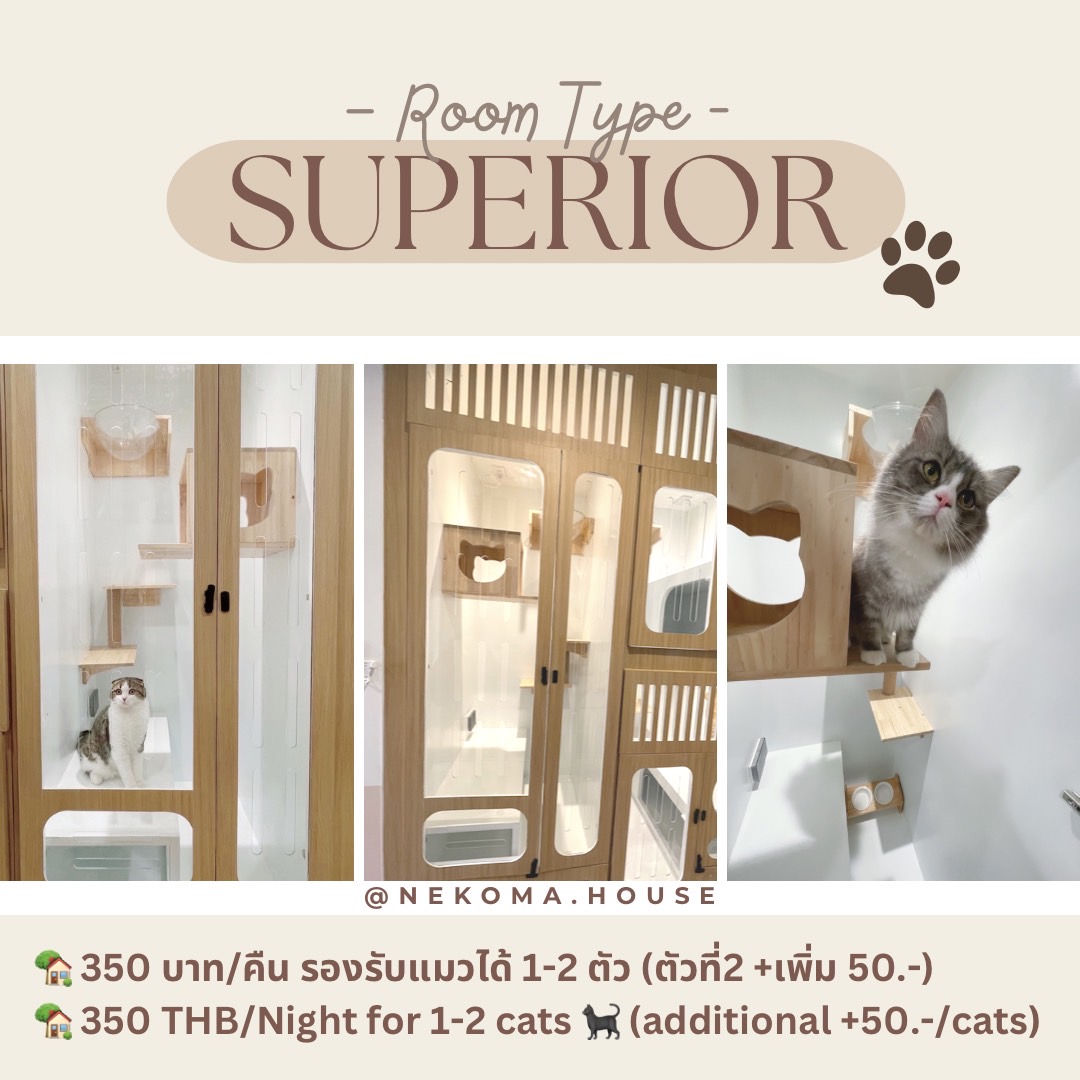 - Room Type -
SUPERIOR
@NEKOMA.HOUSE
🏡 350 บาท/คืน รองรับแมวได้ 1-2 ตัว (ตัวที่2 +เพิ่ม 50.-)
🏡 350 THB/Night for 1-2 cats 🐈‍⬛ (additional +50.-/cats)